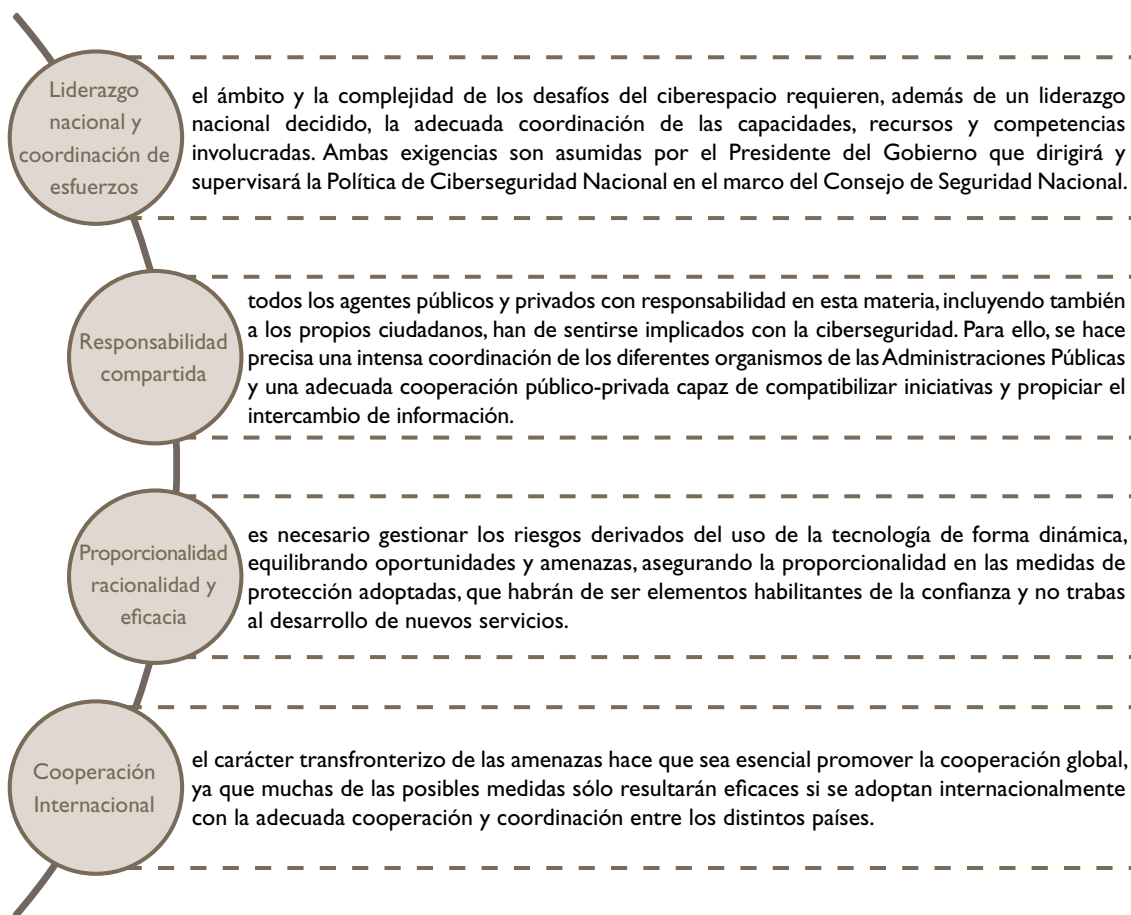 Liderazgo
nacional y
coordinación de
esfuerzos
el ámbito y la complejidad de los desafíos del ciberespacio requieren, además de un liderazgo
nacional decidido, la adecuada coordinación de las capacidades, recursos y competencias
involucradas. Ambas exigencias son asumidas por el Presidente del Gobierno que dirigirá y
supervisará la Política de Ciberseguridad Nacional en el marco del Consejo de Seguridad Nacional.
Responsabilidad
compartida
todos los agentes públicos y privados con responsabilidad en esta materia, incluyendo también
a los propios ciudadanos, han de sentirse implicados con la ciberseguridad. Para ello, se hace
precisa una intensa coordinación de los diferentes organismos de las Administraciones Públicas
y una adecuada cooperación público-privada capaz de compatibilizar iniciativas y propiciar el
intercambio de información.
Proporcionalidad
racionalidad y
eficacia
es necesario gestionar los riesgos derivados del uso de la tecnología de forma dinámica,
equilibrando oportunidades y amenazas, asegurando la proporcionalidad en las medidas de
protección adoptadas, que habrán de ser elementos habilitantes de la confianza y no trabas
al desarrollo de nuevos servicios.
Cooperación
Internacional
el carácter transfronterizo de las amenazas hace que sea esencial promover la cooperación global,
ya que muchas de las posibles medidas sólo resultarán eficaces si se adoptan internacionalmente
con la adecuada cooperación y coordinación entre los distintos países.